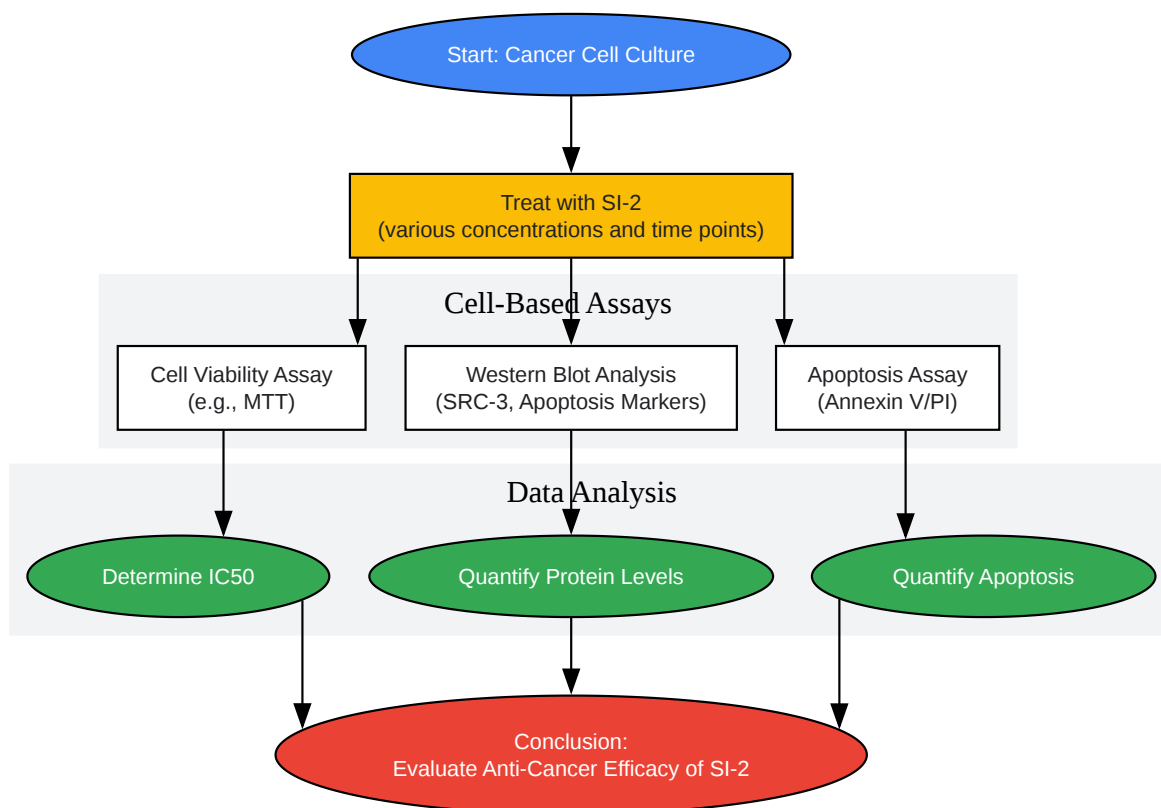 Start: Cancer Cell Culture
Treat with SI-2
(various concentrations and time points)
Cell-Based Assays
Cell Viability Assay
(e.g., MTT)
Western Blot Analysis
(SRC-3, Apoptosis Markers)
Apoptosis Assay
(Annexin V/PI)
Data Analysis
Determine IC50
Quantify Protein Levels
Quantify Apoptosis
Conclusion:
Evaluate Anti-Cancer Efficacy of SI-2